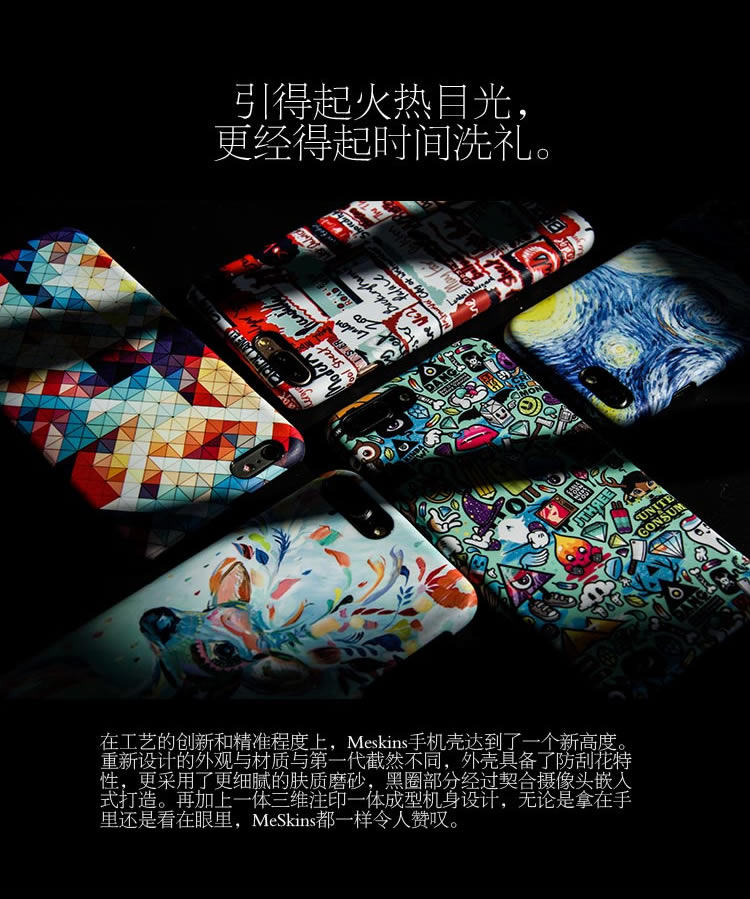 引得起火热目光，
更经得起时间洗礼。
UNITE
CONSUM
在工艺的创新和精准程度上，Meskins手机壳达到了一个新高度。
重新设计的外观与材质与第一代截然不同，外壳具备了防刮花特
性，更采用了更细腻的肤质磨砂，黑圈部分经过契合摄像头嵌入
式打造。再加上一体三维注印一体成型机身设计，无论是拿在手
里还是看在眼里，MeSkins都一样令人赞叹。